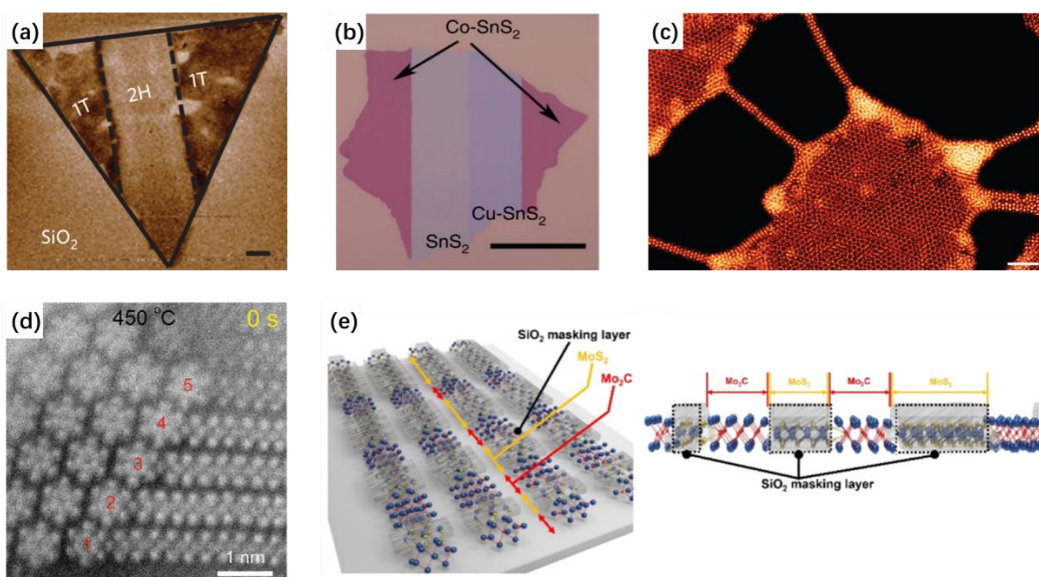 (a)
1T
2H
1T
SiO₂
(b)
Co-SnS₂
Cu-SnS₂
SnS₂
(c)
(d)
450 °C
0 s
5
4
3
2
1
1 nm
(e)
SiO₂ masking layer
MoS₂
Mo₂C
Mo₂C
MoS₂
Mo₂C
MoS₂
SiO₂ masking layer